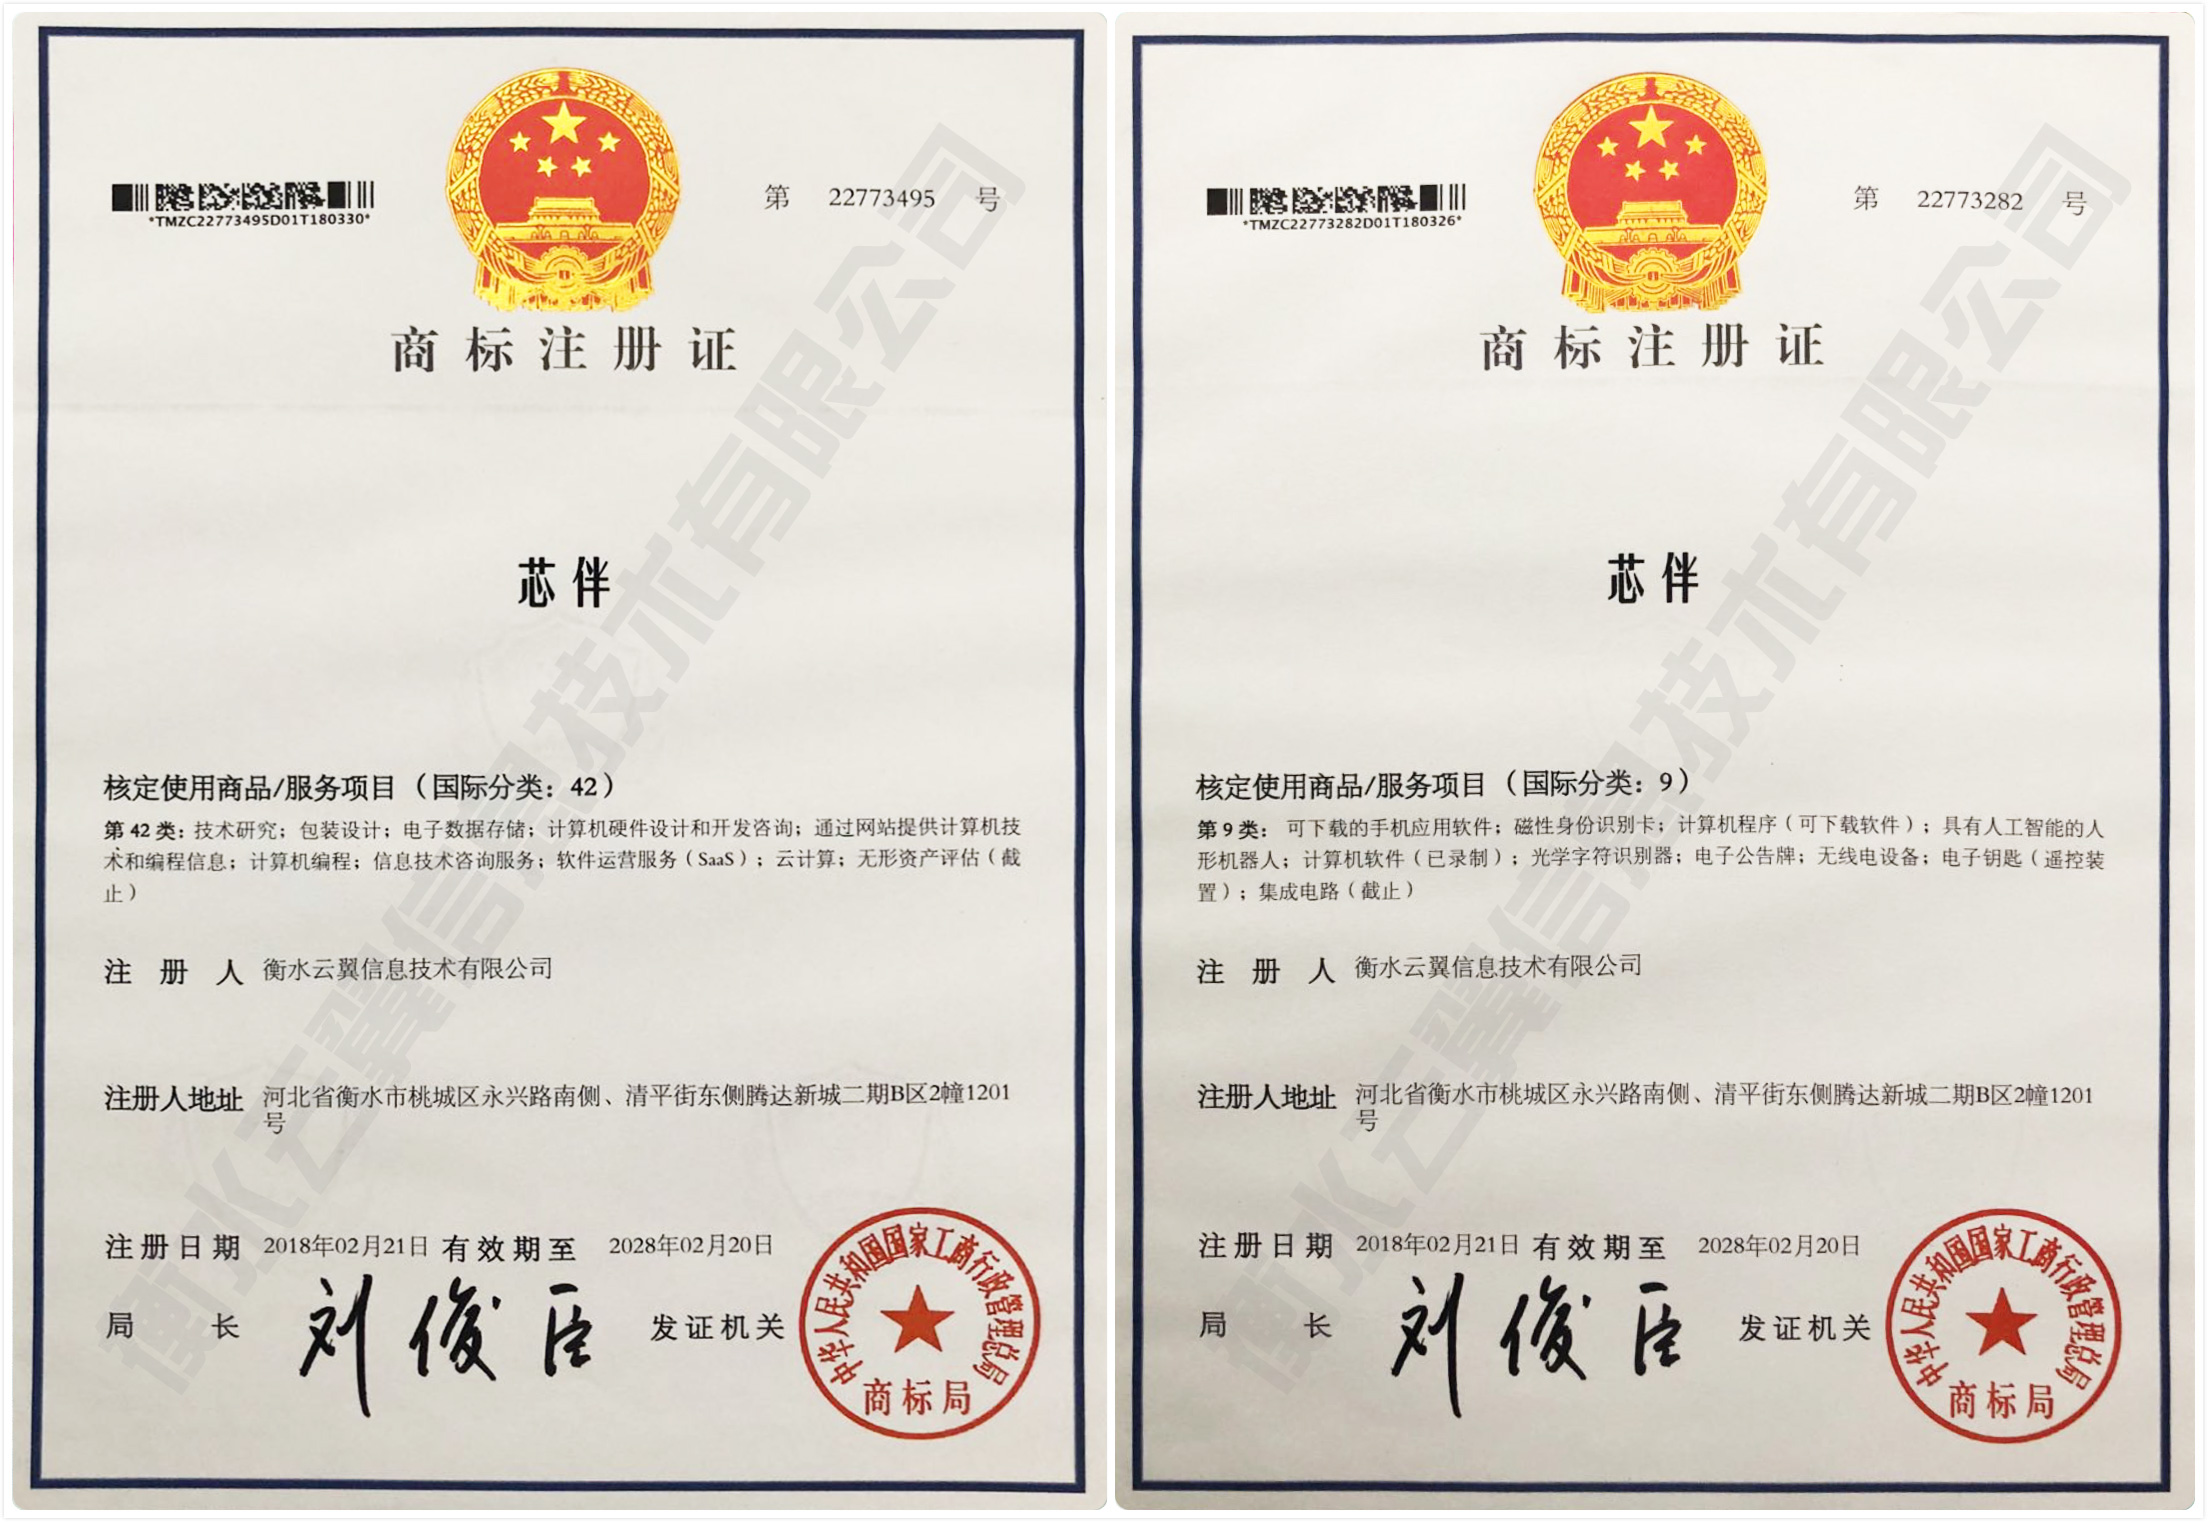 *TMZC22773495D01T180330*
第 22773495 号
商标注册证
芯伴
核定使用商品/服务项目（国际分类：42）
第42类：技术研究；包装设计；电子数据存储；计算机硬件设计和开发咨询；通过网站提供计算机技
术和编程信息；计算机编程；信息技术咨询服务；软件运营服务（SaaS）；云计算；无形资产评估（截
止）
注册人 衡水云翼信息技术有限公司
注册人地址 河北省衡水市桃城区永兴路南侧、清平街东侧腾达新城二期B区2幢1201
号
注册日期 2018年02月21日 有效期至 2028年02月20日
局长 刘俊臣 发证机关
中华人民共和国国家工商行政管理总局
商标局
衡水云翼信息技术有限公司
*TMZC22773282D01T180326*
第 22773282 号
商标注册证
芯伴
核定使用商品/服务项目（国际分类：9）
第9类：可下载的手机应用软件；磁性身份识别卡；计算机程序（可下载软件）；具有人工智能的人
形机器人；计算机软件（已录制）；光学字符识别器；电子公告牌；无线电设备；电子钥匙（遥控装
置）；集成电路（截止）
注册人 衡水云翼信息技术有限公司
注册人地址 河北省衡水市桃城区永兴路南侧、清平街东侧腾达新城二期B区2幢1201
号
注册日期 2018年02月21日 有效期至 2028年02月20日
局长 刘俊臣 发证机关
中华人民共和国国家工商行政管理总局
商标局
衡水云翼信息技术有限公司